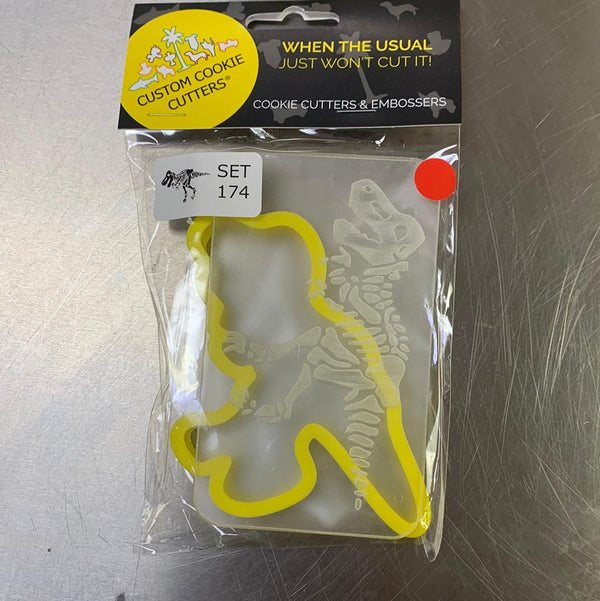 CUSTOM COOKIE
CUTTERS®
WHEN THE USUAL
JUST WON'T CUT IT!
COOKIE CUTTERS & EMBOSSERS
SET
174